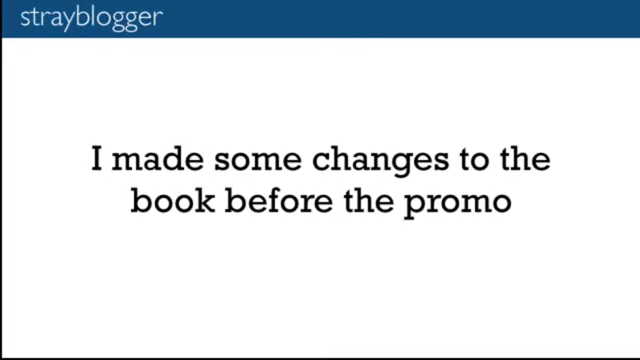 strayblogger
I made some changes to the
book before the promo